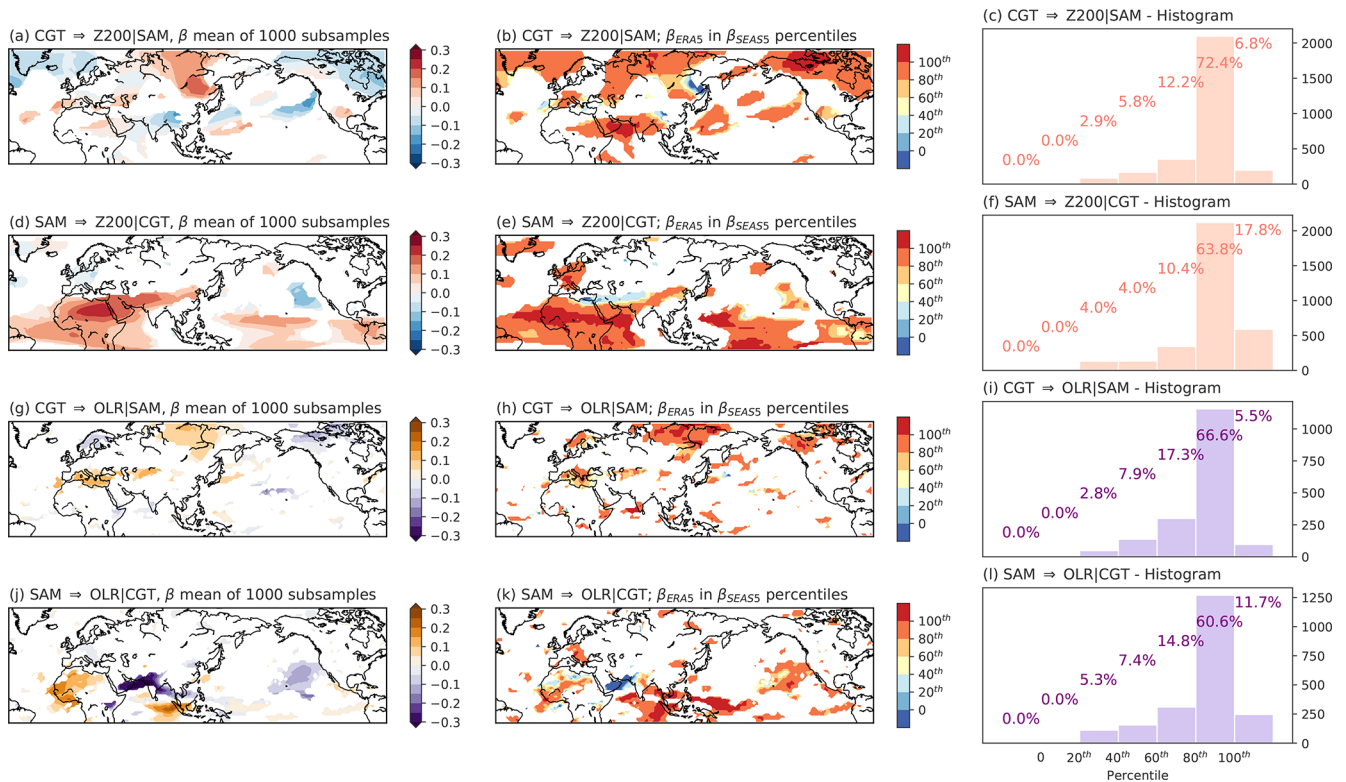 (a) CGT ⇒ Z200|SAM, β mean of 1000 subsamples
0.3
0.2
0.1
0.0
−0.1
−0.2
−0.3
(b) CGT ⇒ Z200|SAM; βERA5 in βSEAS5 percentiles
100th
80th
60th
40th
20th
0
(c) CGT ⇒ Z200|SAM - Histogram
0.0%
0.0%
2.9%
5.8%
12.2%
72.4%
6.8%
2000
1500
1000
500
0
(d) SAM ⇒ Z200|CGT, β mean of 1000 subsamples
0.3
0.2
0.1
0.0
−0.1
−0.2
−0.3
(e) SAM ⇒ Z200|CGT; βERA5 in βSEAS5 percentiles
100th
80th
60th
40th
20th
0
(f) SAM ⇒ Z200|CGT - Histogram
0.0%
0.0%
4.0%
4.0%
10.4%
63.8%
17.8%
2000
1500
1000
500
0
(g) CGT ⇒ OLR|SAM, β mean of 1000 subsamples
0.3
0.2
0.1
0.0
−0.1
−0.2
−0.3
(h) CGT ⇒ OLR|SAM; βERA5 in βSEAS5 percentiles
100th
80th
60th
40th
20th
0
(i) CGT ⇒ OLR|SAM - Histogram
0.0%
0.0%
2.8%
7.9%
17.3%
66.6%
5.5%
1000
750
500
250
0
(j) SAM ⇒ OLR|CGT, β mean of 1000 subsamples
0.3
0.2
0.1
0.0
−0.1
−0.2
−0.3
(k) SAM ⇒ OLR|CGT; βERA5 in βSEAS5 percentiles
100th
80th
60th
40th
20th
0
(l) SAM ⇒ OLR|CGT - Histogram
0.0%
0.0%
5.3%
7.4%
14.8%
60.6%
11.7%
1250
1000
750
500
250
0
0 20th 40th 60th 80th 100th
Percentile